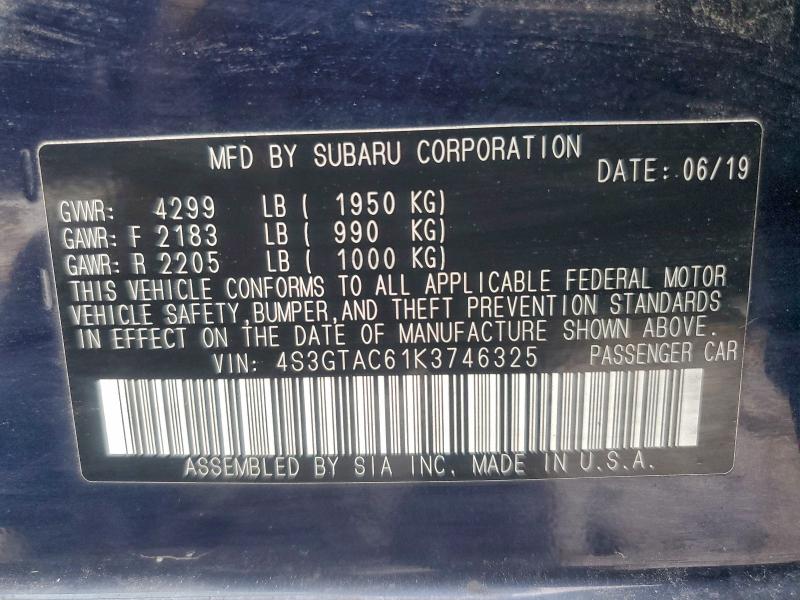 MFD BY SUBARU CORPORATION
DATE: 06/19
GVWR: 4299 LB ( 1950 KG)
GAWR: F 2183 LB ( 990 KG)
GAWR: R 2205 LB ( 1000 KG)
THIS VEHICLE CONFORMS TO ALL APPLICABLE FEDERAL MOTOR
VEHICLE SAFETY,BUMPER,AND THEFT PREVENTION STANDARDS
IN EFFECT ON THE DATE OF MANUFACTURE SHOWN ABOVE.
VIN: 4S3GTAC61K3746325 PASSENGER CAR
ASSEMBLED BY SIA INC. MADE IN U.S.A.